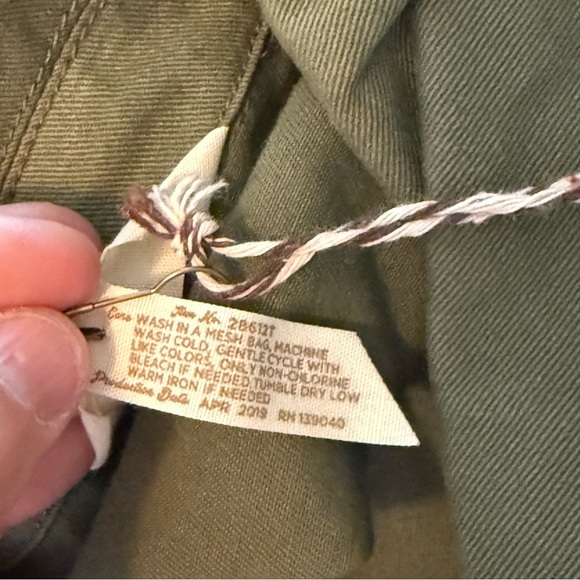 Item No. 2B612T
Care WASH IN A MESH BAG, MACHINE
WASH COLD, GENTLE CYCLE WITH
LIKE COLORS, ONLY NON-CHLORINE
BLEACH IF NEEDED, TUMBLE DRY LOW
WARM IRON IF NEEDED
Production Date APR 2019 RN 139040